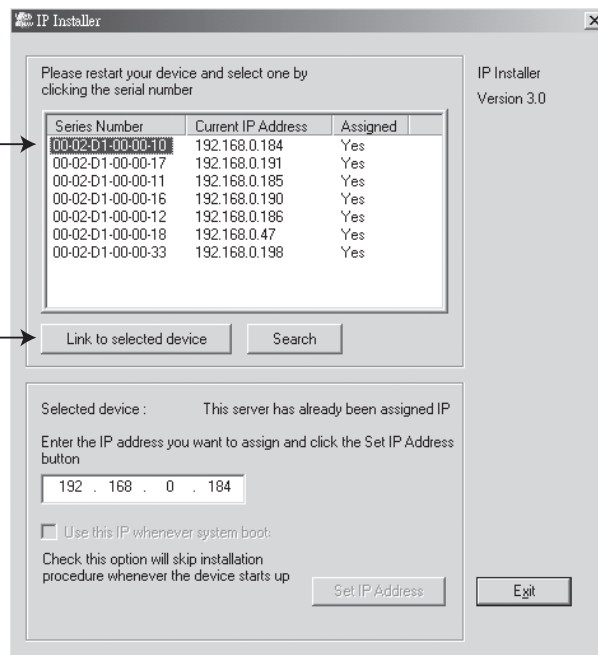 IP Installer
Please restart your device and select one by
clicking the serial number
IP Installer
Version 3.0
Series Number Current IP Address Assigned
00-02-D1-00-00-10 192.168.0.184 Yes
00-02-D1-00-00-17 192.168.0.191 Yes
00-02-D1-00-00-11 192.168.0.185 Yes
00-02-D1-00-00-16 192.168.0.190 Yes
00-02-D1-00-00-12 192.168.0.186 Yes
00-02-D1-00-00-18 192.168.0.47 Yes
00-02-D1-00-00-33 192.168.0.198 Yes
Link to selected device Search
Selected device : This server has already been assigned IP
Enter the IP address you want to assign and click the Set IP Address
button
192 . 168 . 0 . 184
Use this IP whenever system boot:
Check this option will skip installation
procedure whenever the device starts up
Set IP Address
Exit